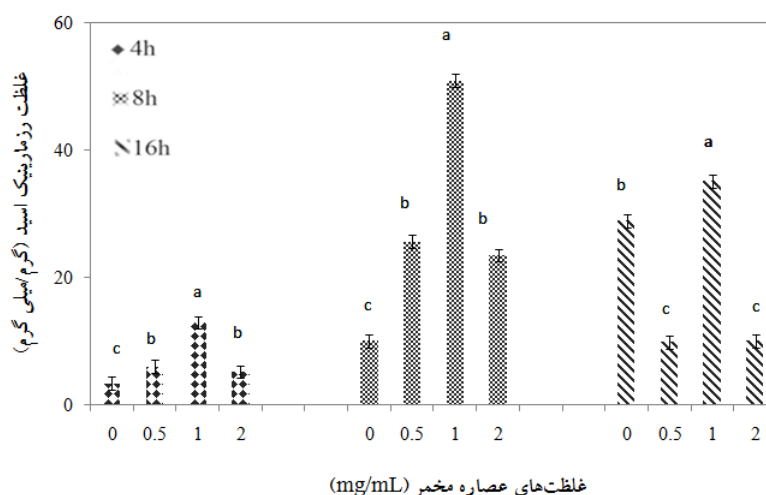 60
40
20
0
غلظت رزمارینیک اسید (گرم/میلی گرم)
4h
8h
16h
c b a b
c b a b
b c a c
0 0.5 1 2 0 0.5 1 2 0 0.5 1 2
غلظت‌های عصاره مخمر (mg/mL)